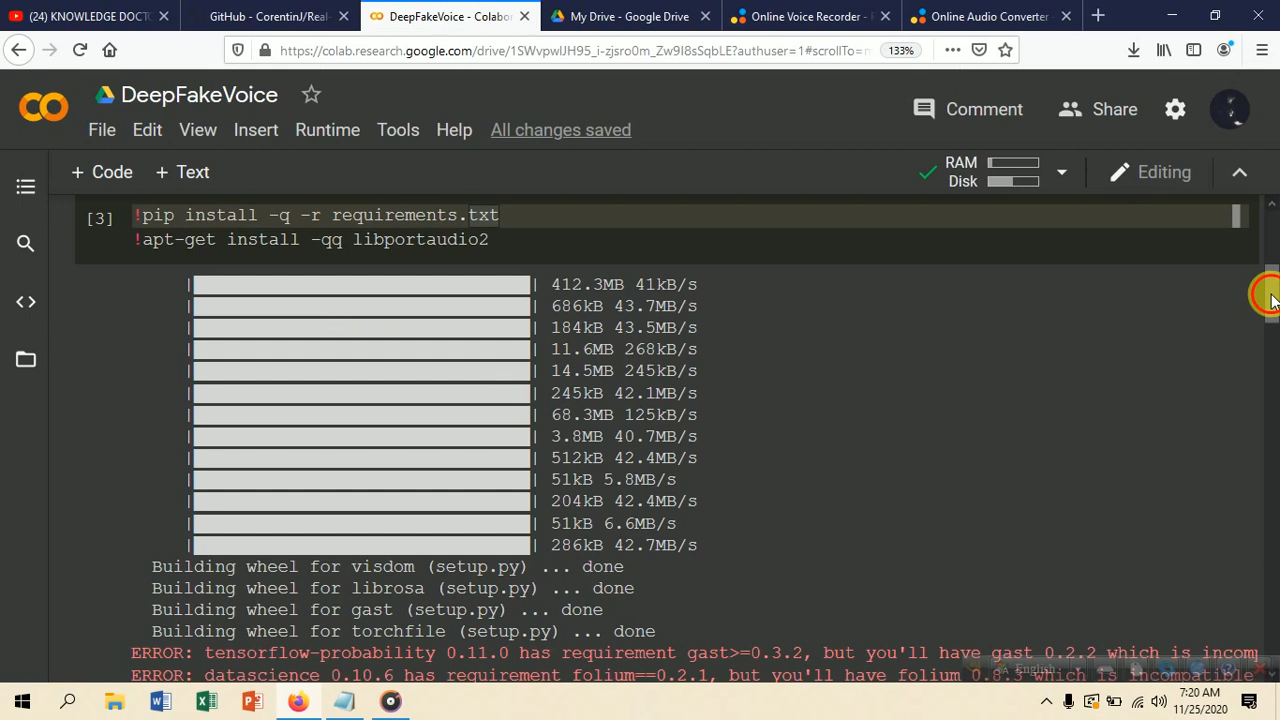 (24) KNOWLEDGE DOCT
GitHub - CorentinJ/Real-
DeepFakeVoice - Colabor
My Drive - Google Drive
Online Voice Recorder -
Online Audio Converter
https://colab.research.google.com/drive/
133%
DeepFakeVoice
File Edit View Insert Runtime Tools Help All changes saved
Comment
Share
+ Code + Text
RAM
Disk
Editing
[3] !pip install -q -r requirements.txt
!apt-get install -qq libportaudio2
412.3MB 41kB/s
686kB 43.7MB/s
184kB 43.5MB/s
11.6MB 268kB/s
14.5MB 245kB/s
245kB 42.1MB/s
68.3MB 125kB/s
3.8MB 40.7MB/s
512kB 42.4MB/s
51kB 5.8MB/s
204kB 42.4MB/s
51kB 6.6MB/s
286kB 42.7MB/s
Building wheel for visdom (setup.py) ... done
Building wheel for librosa (setup.py) ... done
Building wheel for gast (setup.py) ... done
Building wheel for torchfile (setup.py) ... done
ERROR: tensorflow-probability 0.11.0 has requirement gast>=0.3.2, but you'll have gast 0.2.2 which is incom
ERROR: datascience 0.10.6 has requirement folium==0.2.1, but you'll have folium 0.8.3 which is incompatible
English
7:20 AM
11/25/2020